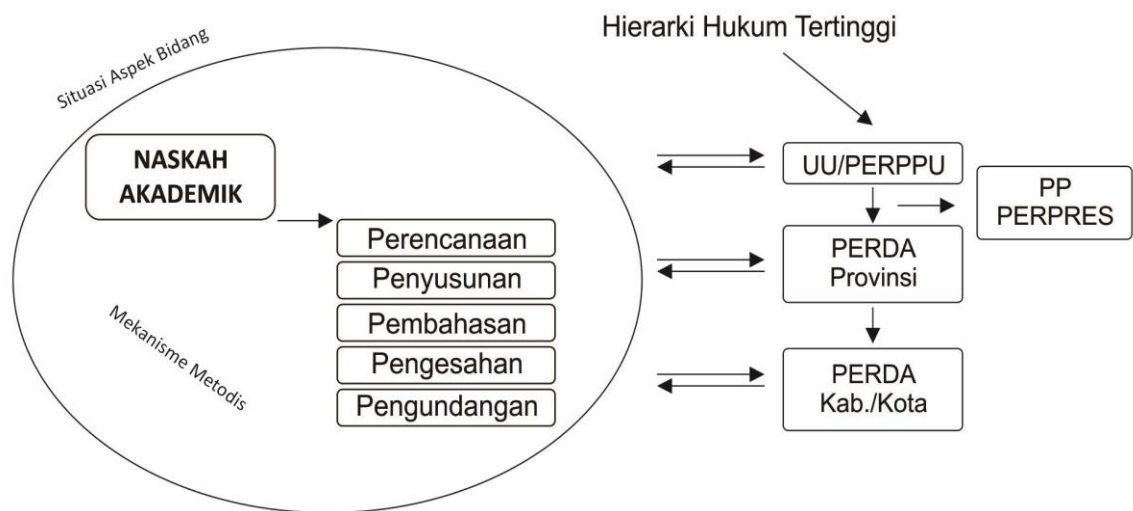 Situasi Aspek Bidang
NASKAH
AKADEMIK
Perencanaan
Penyusunan
Pembahasan
Pengesahan
Pengundangan
Mekanisme Metodis
Hierarki Hukum Tertinggi
UU/PERPPU
PP
PERPRES
PERDA
Provinsi
PERDA
Kab./Kota